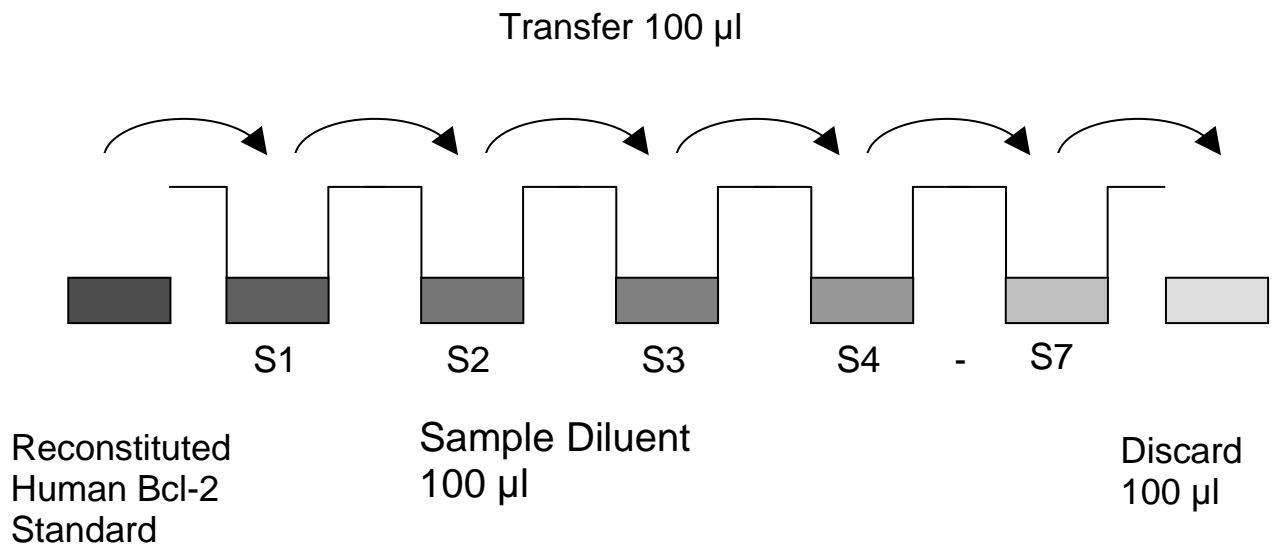 Transfer 100 µl
S1 S2 S3 S4 - S7
Reconstituted
Human Bcl-2
Standard
Sample Diluent
100 µl
Discard
100 µl